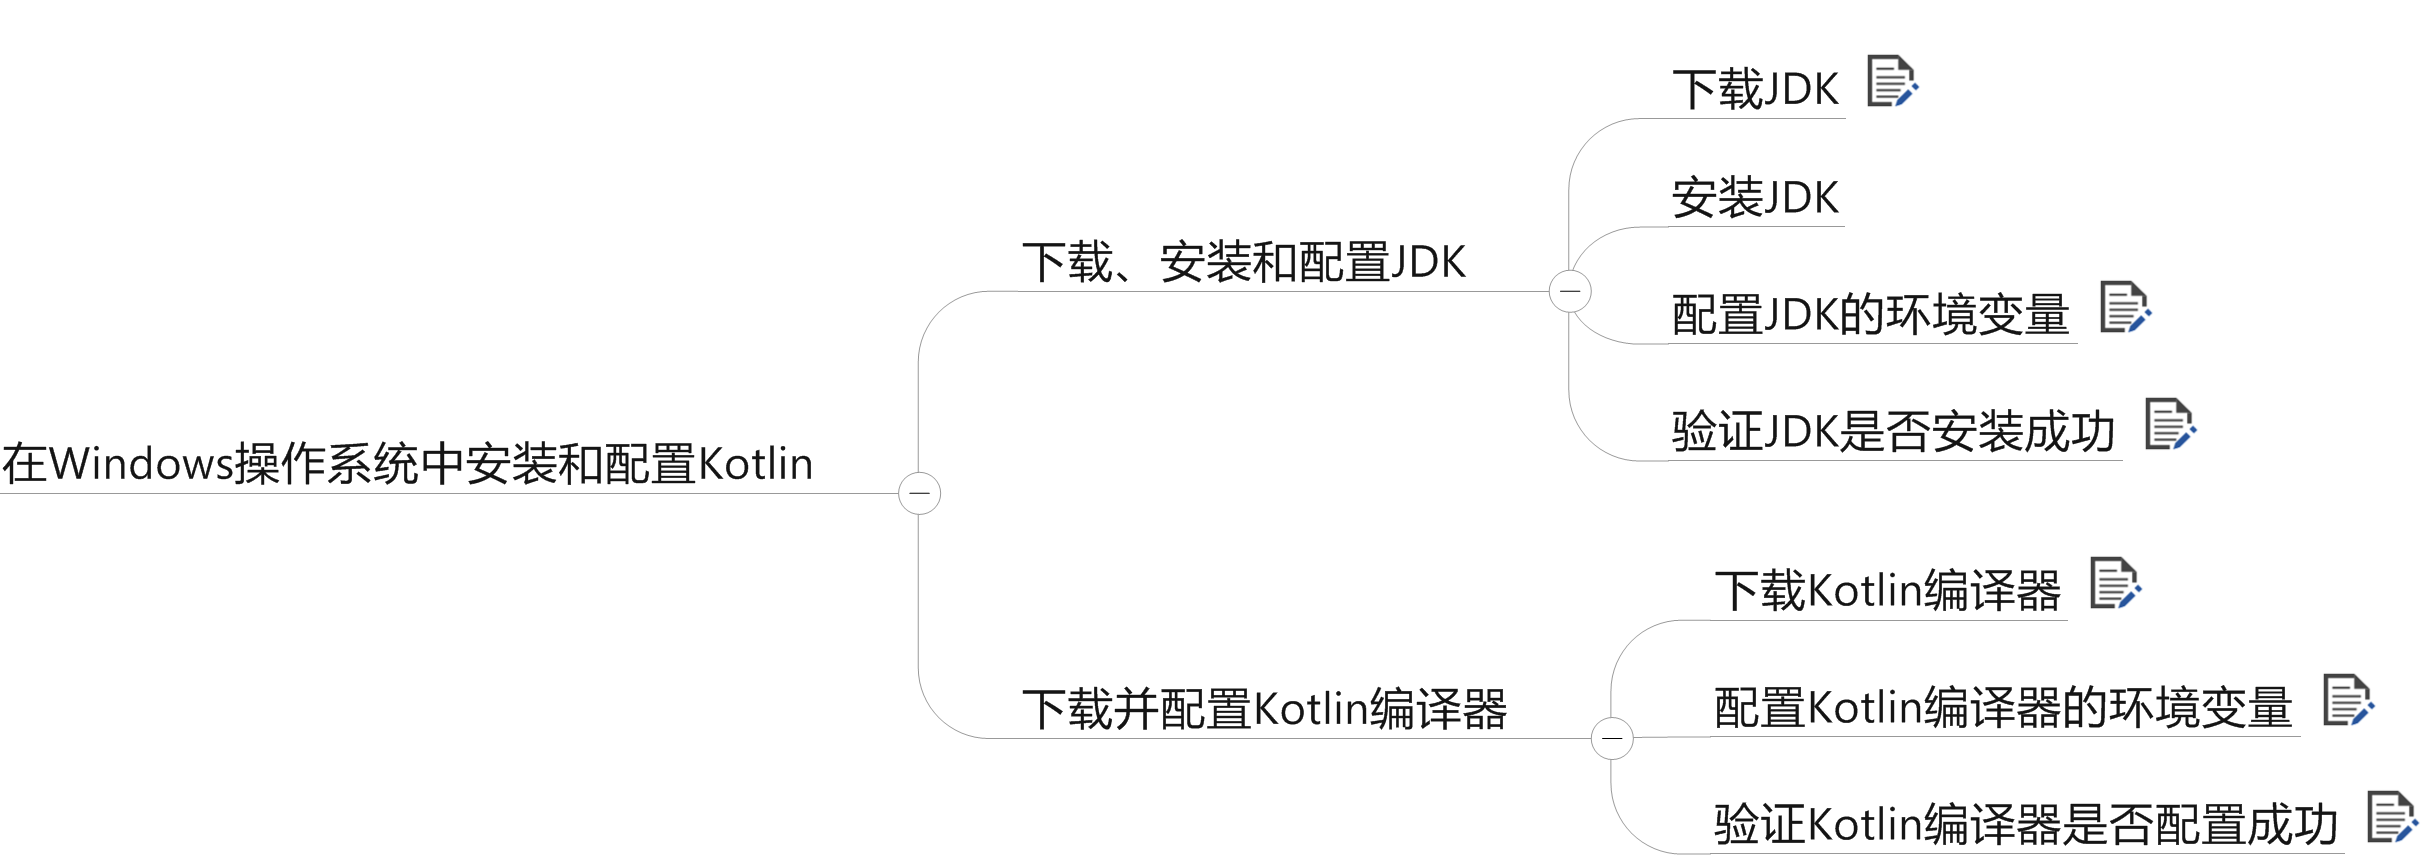 在Windows操作系统中安装和配置Kotlin
下载、安装和配置JDK
下载JDK
安装JDK
配置JDK的环境变量
验证JDK是否安装成功
下载并配置Kotlin编译器
下载Kotlin编译器
配置Kotlin编译器的环境变量
验证Kotlin编译器是否配置成功